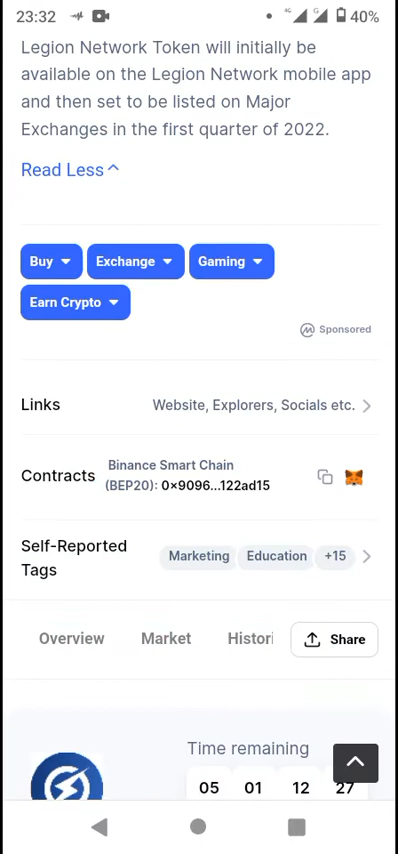 23:32
4G
G
40%
Legion Network Token will initially be
available on the Legion Network mobile app
and then set to be listed on Major
Exchanges in the first quarter of 2022.
Read Less
Buy
Exchange
Gaming
Earn Crypto
Sponsored
Links
Website, Explorers, Socials etc.
Contracts
Binance Smart Chain
(BEP20): 0x9096...122ad15
Self-Reported
Tags
Marketing
Education
+15
Overview
Market
Histori
Share
Time remaining
05
01
12
27